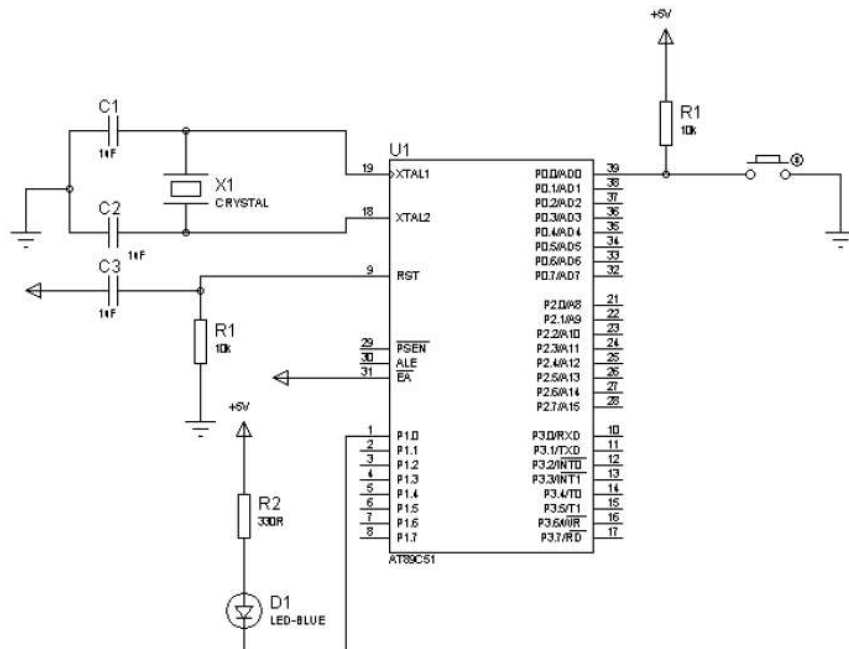 +5V
R1
10k
C1
1nF
X1
CRYSTAL
C2
1nF
C3
1nF
R1
10k
U1
19 XTAL1
18 XTAL2
9 RST
29 PSEN
30 ALE
31 EA
1 P1.0
2 P1.1
3 P1.2
4 P1.3
5 P1.4
6 P1.5
7 P1.6
8 P1.7
P0.0/AD0 39
P0.1/AD1 38
P0.2/AD2 37
P0.3/AD3 36
P0.4/AD4 35
P0.5/AD5 34
P0.6/AD6 33
P0.7/AD7 32
P2.0/A8 21
P2.1/A9 22
P2.2/A10 23
P2.3/A11 24
P2.4/A12 25
P2.5/A13 26
P2.6/A14 27
P2.7/A15 28
P3.0/RXD 10
P3.1/TXD 11
P3.2/INT0 12
P3.3/INT1 13
P3.4/T0 14
P3.5/T1 15
P3.6/WR 16
P3.7/RD 17
AT89C51
+5V
R2
330R
D1
LED-BLUE